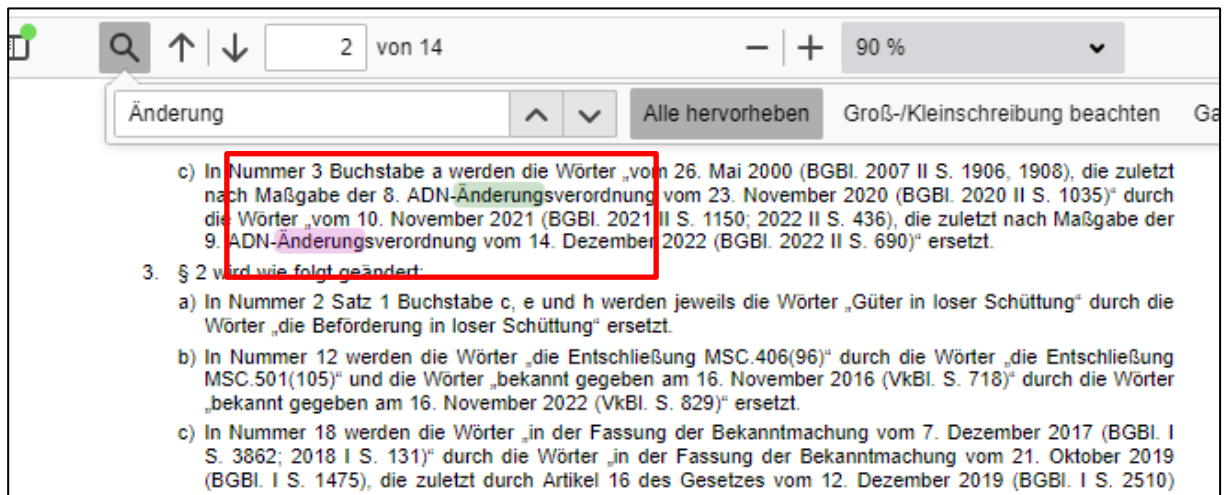 2 von 14 90 %
Änderung Alle hervorheben Groß-/Kleinschreibung beachten Ga
c) In Nummer 3 Buchstabe a werden die Wörter „vom 26. Mai 2000 (BGBl. 2007 II S. 1906, 1908), die zuletzt
nach Maßgabe der 8. ADN-Änderungsverordnung vom 23. November 2020 (BGBl. 2020 II S. 1035)“ durch
die Wörter „vom 10. November 2021 (BGBl. 2021 II S. 1150; 2022 II S. 436), die zuletzt nach Maßgabe der
9. ADN-Änderungsverordnung vom 14. Dezember 2022 (BGBl. 2022 II S. 690)“ ersetzt.
3. § 2 wird wie folgt geändert:
a) In Nummer 2 Satz 1 Buchstabe c, e und h werden jeweils die Wörter „Güter in loser Schüttung“ durch die
Wörter „die Beförderung in loser Schüttung“ ersetzt.
b) In Nummer 12 werden die Wörter „die Entschließung MSC.406(96)“ durch die Wörter „die Entschließung
MSC.501(105)“ und die Wörter „bekannt gegeben am 16. November 2016 (VkBl. S. 718)“ durch die Wörter
„bekannt gegeben am 16. November 2022 (VkBl. S. 829)“ ersetzt.
c) In Nummer 18 werden die Wörter „in der Fassung der Bekanntmachung vom 7. Dezember 2017 (BGBl. I
S. 3862; 2018 I S. 131)“ durch die Wörter „in der Fassung der Bekanntmachung vom 21. Oktober 2019
(BGBl. I S. 1475), die zuletzt durch Artikel 16 des Gesetzes vom 12. Dezember 2019 (BGBl. I S. 2510)